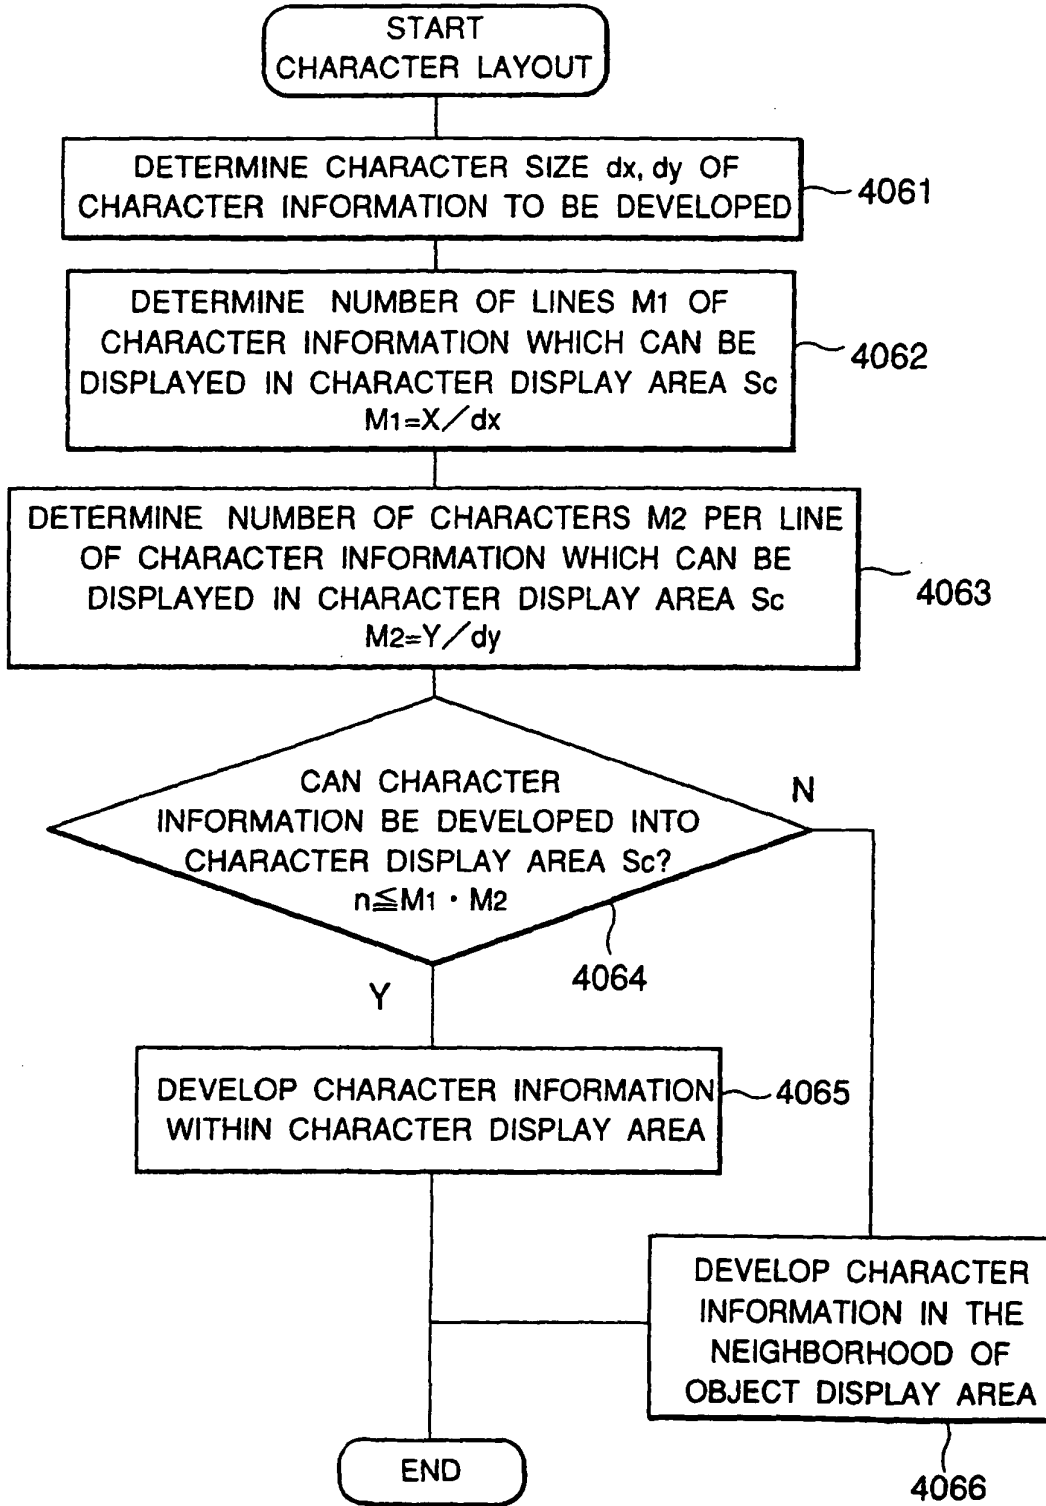 START
CHARACTER LAYOUT
DETERMINE CHARACTER SIZE dx, dy OF
CHARACTER INFORMATION TO BE DEVELOPED
4061
DETERMINE NUMBER OF LINES M1 OF
CHARACTER INFORMATION WHICH CAN BE
DISPLAYED IN CHARACTER DISPLAY AREA Sc
M1=X/dx
4062
DETERMINE NUMBER OF CHARACTERS M2 PER LINE
OF CHARACTER INFORMATION WHICH CAN BE
DISPLAYED IN CHARACTER DISPLAY AREA Sc
M2=Y/dy
4063
CAN CHARACTER
INFORMATION BE DEVELOPED INTO
CHARACTER DISPLAY AREA Sc?
n≦M1・M2
N
4064
Y
DEVELOP CHARACTER INFORMATION
WITHIN CHARACTER DISPLAY AREA
4065
DEVELOP CHARACTER
INFORMATION IN THE
NEIGHBORHOOD OF
OBJECT DISPLAY AREA
4066
END